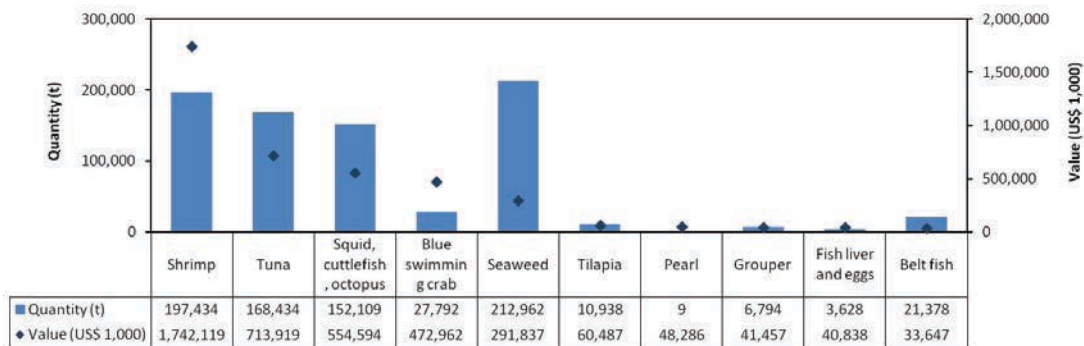 300,000
200,000
100,000
0
Quantity (t)
2,000,000
1,500,000
1,000,000
500,000
0
Value (US$ 1,000)
Shrimp
Tuna
Squid,
cuttlefish
, octopus
Blue
swimmin
g crab
Seaweed
Tilapia
Pearl
Grouper
Fish liver
and eggs
Belt fish
Quantity (t) 197,434 168,434 152,109 27,792 212,962 10,938 9 6,794 3,628 21,378
Value (US$ 1,000) 1,742,119 713,919 554,594 472,962 291,837 60,487 48,286 41,457 40,838 33,647